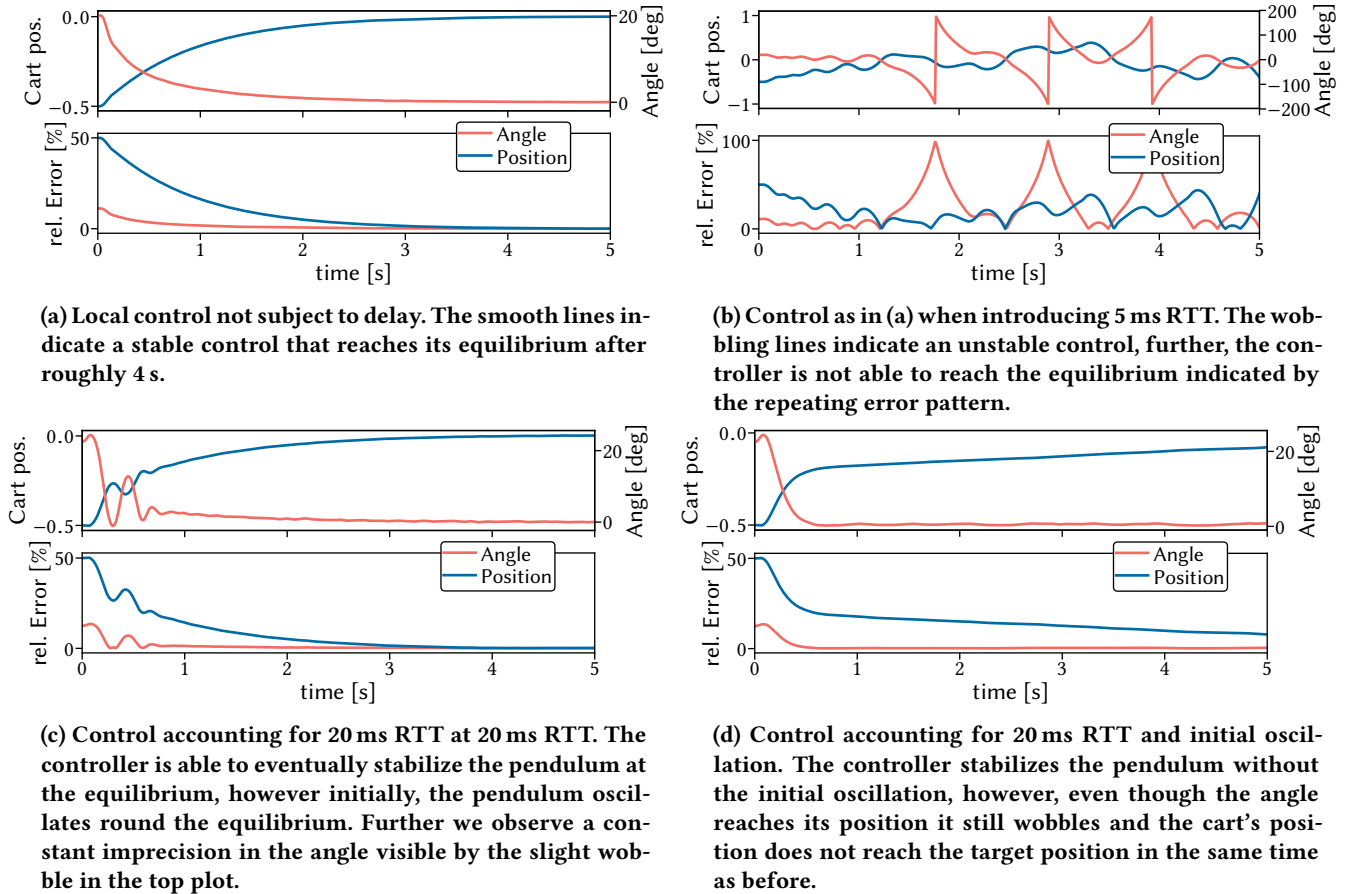 0.0
−0.5
Cart pos.
20
0
Angle [deg]
50
0
rel. Error [%]
Angle
Position
0 1 2 3 4 5
time [s]
(a) Local control not subject to delay. The smooth lines in-
dicate a stable control that reaches its equilibrium after
roughly 4 s.
1
0
−1
Cart pos.
200
100
0
−100
−200
Angle [deg]
100
0
rel. Error [%]
Angle
Position
0 1 2 3 4 5
time [s]
(b) Control as in (a) when introducing 5 ms RTT. The wob-
bling lines indicate an unstable control, further, the con-
troller is not able to reach the equilibrium indicated by
the repeating error pattern.
0.0
−0.5
Cart pos.
20
0
Angle [deg]
50
0
rel. Error [%]
Angle
Position
0 1 2 3 4 5
time [s]
(c) Control accounting for 20 ms RTT at 20 ms RTT. The
controller is able to eventually stabilize the pendulum at
the equilibrium, however initially, the pendulum oscil-
lates round the equilibrium. Further we observe a con-
stant imprecision in the angle visible by the slight wob-
ble in the top plot.
0.0
−0.5
Cart pos.
20
0
Angle [deg]
50
0
rel. Error [%]
Angle
Position
0 1 2 3 4 5
time [s]
(d) Control accounting for 20 ms RTT and initial oscil-
lation. The controller stabilizes the pendulum without
the initial oscillation, however, even though the angle
reaches its position it still wobbles and the cart's posi-
tion does not reach the target position in the same time
as before.